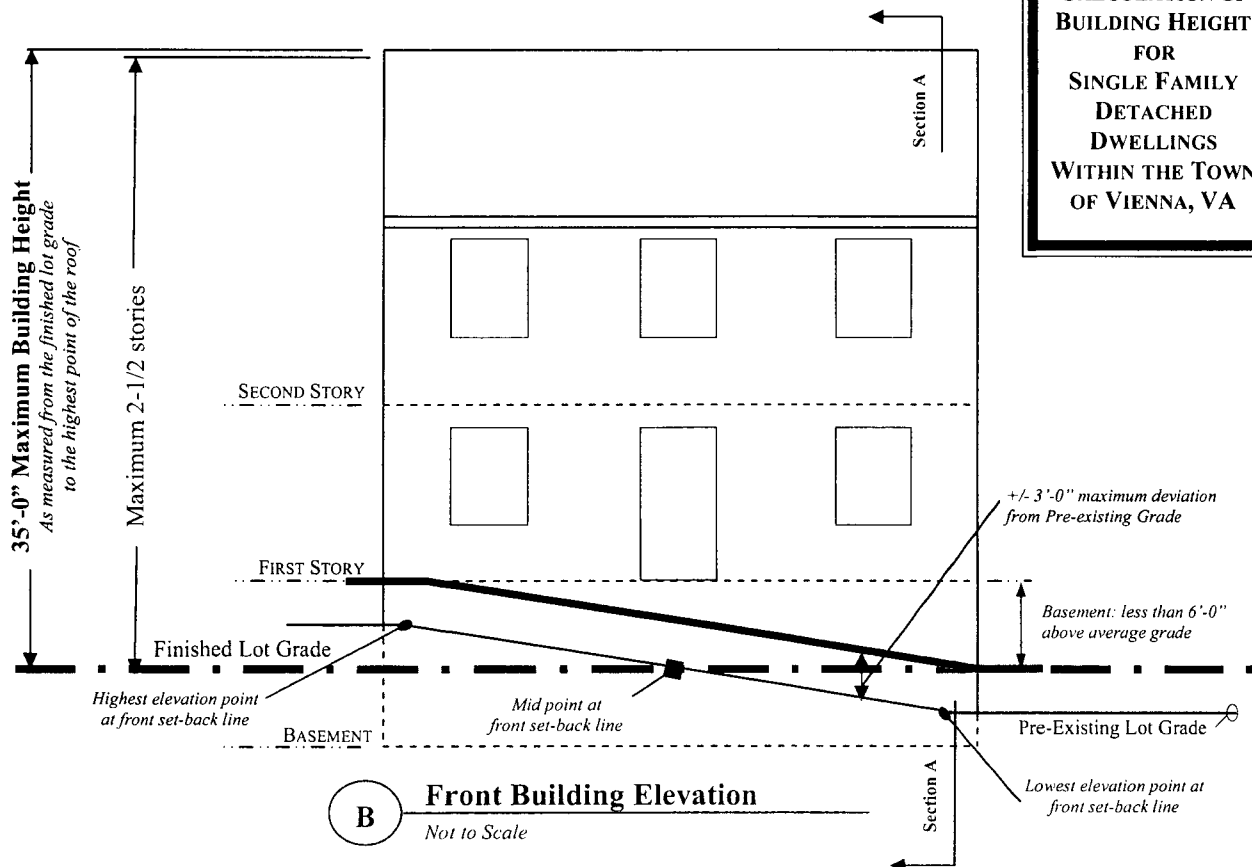 BUILDING HEIGHT
FOR
SINGLE FAMILY
DETACHED
DWELLINGS
WITHIN THE TOWN
OF VIENNA, VA
Section A
35'-0" Maximum Building Height
As measured from the finished lot grade
to the highest point of the roof
Maximum 2-1/2 stories
SECOND STORY
+/- 3'-0" maximum deviation
from Pre-existing Grade
FIRST STORY
Basement: less than 6'-0"
above average grade
Finished Lot Grade
Highest elevation point
at front set-back line
Mid point at
front set-back line
Pre-Existing Lot Grade
BASEMENT
Section A
Lowest elevation point at
front set-back line
B
Front Building Elevation
Not to Scale